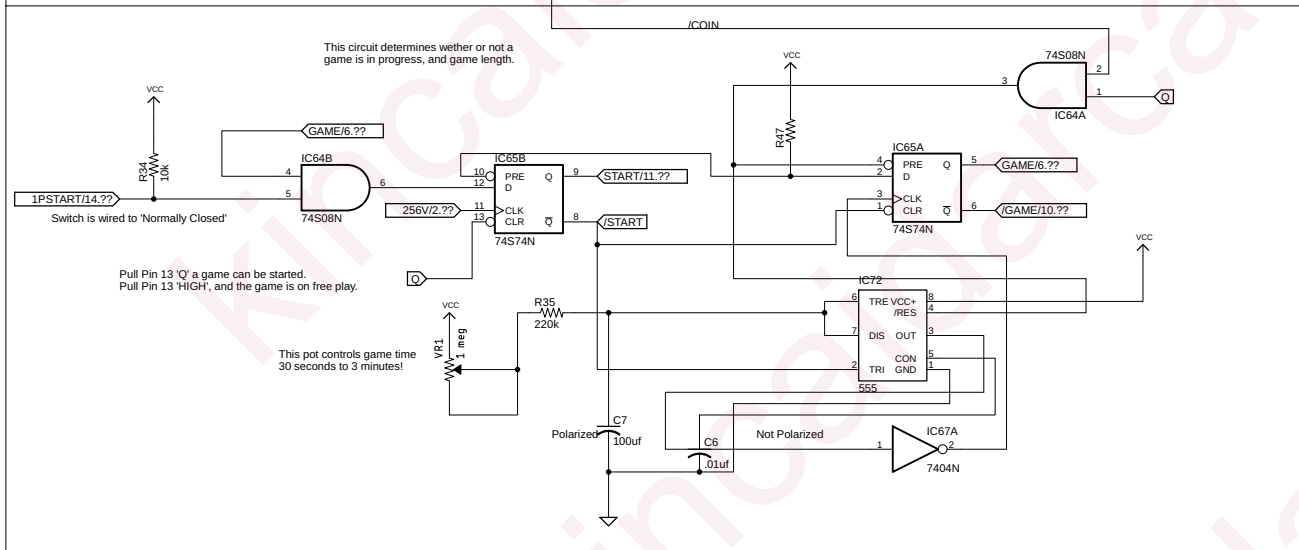 /COIN
This circuit determines wether or not a
game is in progress, and game length.
VCC
R34
10k
GAME/6.??
IC64B
4
5
6
74S08N
1PSTART/14.??
Switch is wired to 'Normally Closed'
IC65B
10 PRE Q 9
12 D
11 CLK
13 CLR Q 8
74S74N
256V/2.??
START/11.??
/START
Q
VCC
R47
74S08N
3
2
1
IC64A
Q
IC65A
4 PRE Q 5
2 D
3 CLK
1 CLR Q 6
74S74N
GAME/6.??
/GAME/10.??
VCC
Pull Pin 13 'Q' a game can be started.
Pull Pin 13 'HIGH', and the game is on free play.
VCC
VR1
1 meg
This pot controls game time
30 seconds to 3 minutes!
R35
220k
IC72
6 TRE VCC+ 8
/RES 4
7 DIS OUT 3
CON 5
2 TRI GND 1
555
Polarized
C7
100uf
C6
.01uf
Not Polarized
IC67A
1
2
7404N
kincaidarcade
kincaidarcade